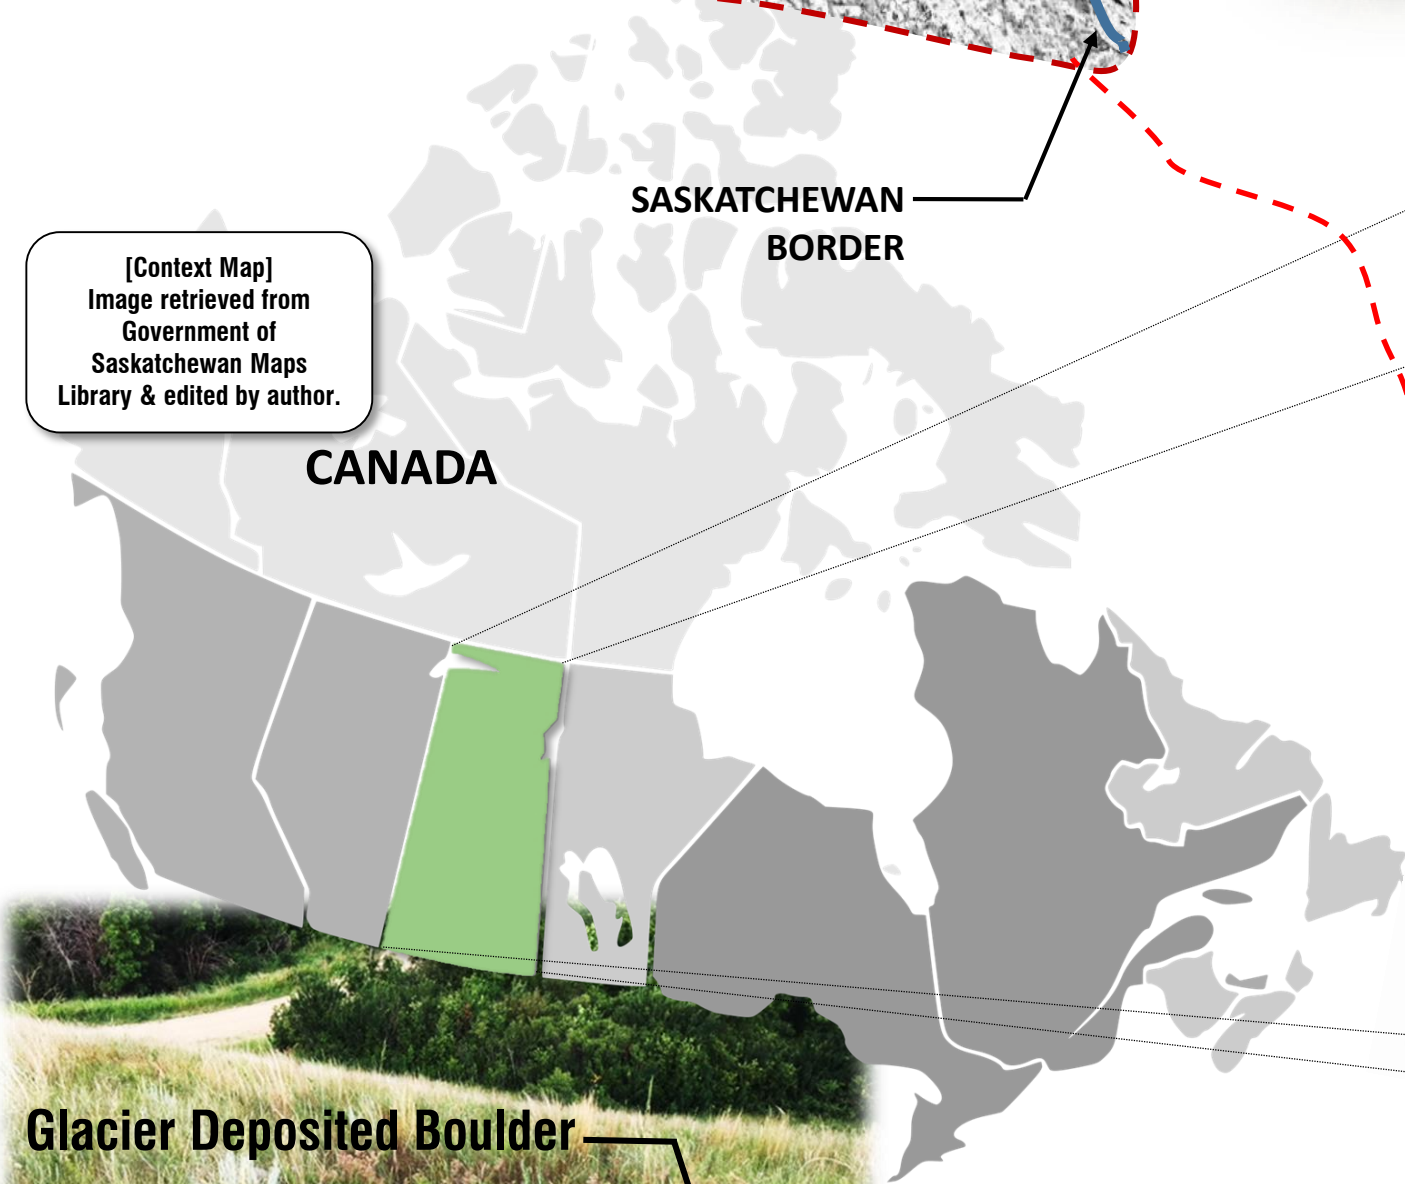 SASKATCHEWAN
BORDER
[Context Map]
Image retrieved from
Government of
Saskatchewan Maps
Library & edited by author.
CANADA
Glacier Deposited Boulder